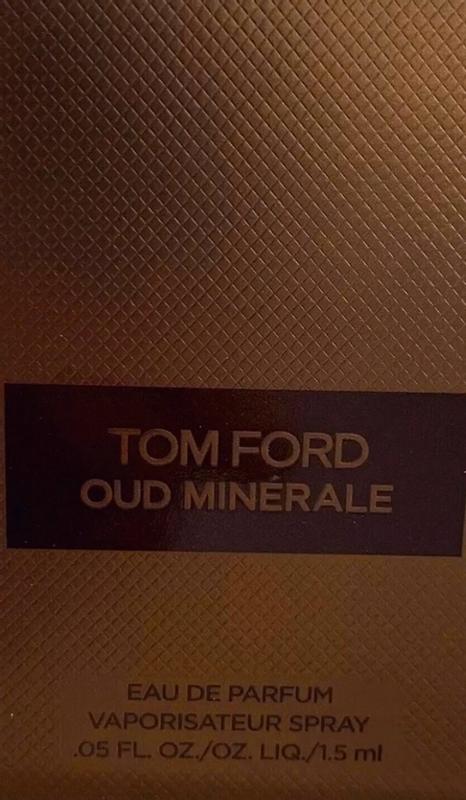 TOM FORD
OUD MINÉRALE
EAU DE PARFUM
VAPORISATEUR SPRAY
.05 FL. OZ./OZ. LIQ./1.5 ml